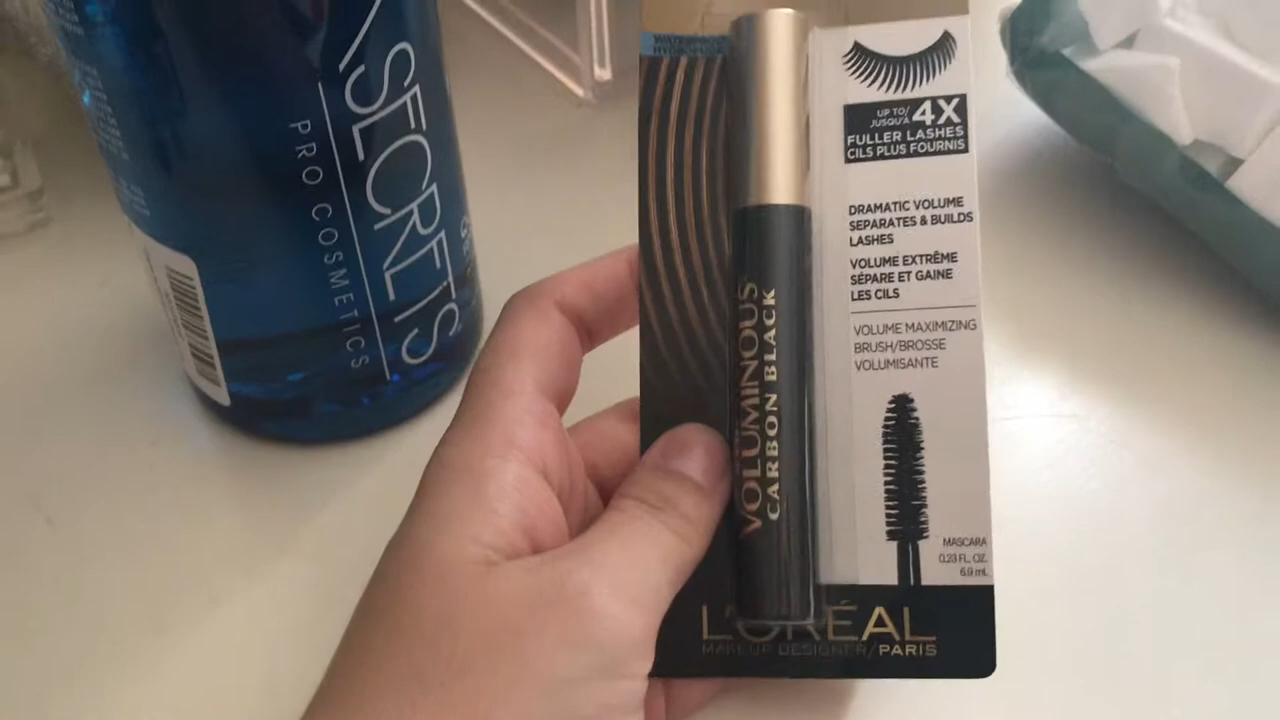 SECRETS
PRO COSMETICS
WATERPROOF
UP TO/
JUSQU'À
4X
FULLER LASHES
CILS PLUS FOURNIS
DRAMATIC VOLUME
SEPARATES & BUILDS
LASHES
VOLUME EXTRÊME
SÉPARE ET GAINE
LES CILS
VOLUME MAXIMIZING
BRUSH/BROSSE
VOLUMISANTE
VOLUMINOUS
CARBON BLACK
MASCARA
0.23 FL. OZ.
6.9 mL
L'ORÉAL
MAKEUP DESIGNER/PARIS